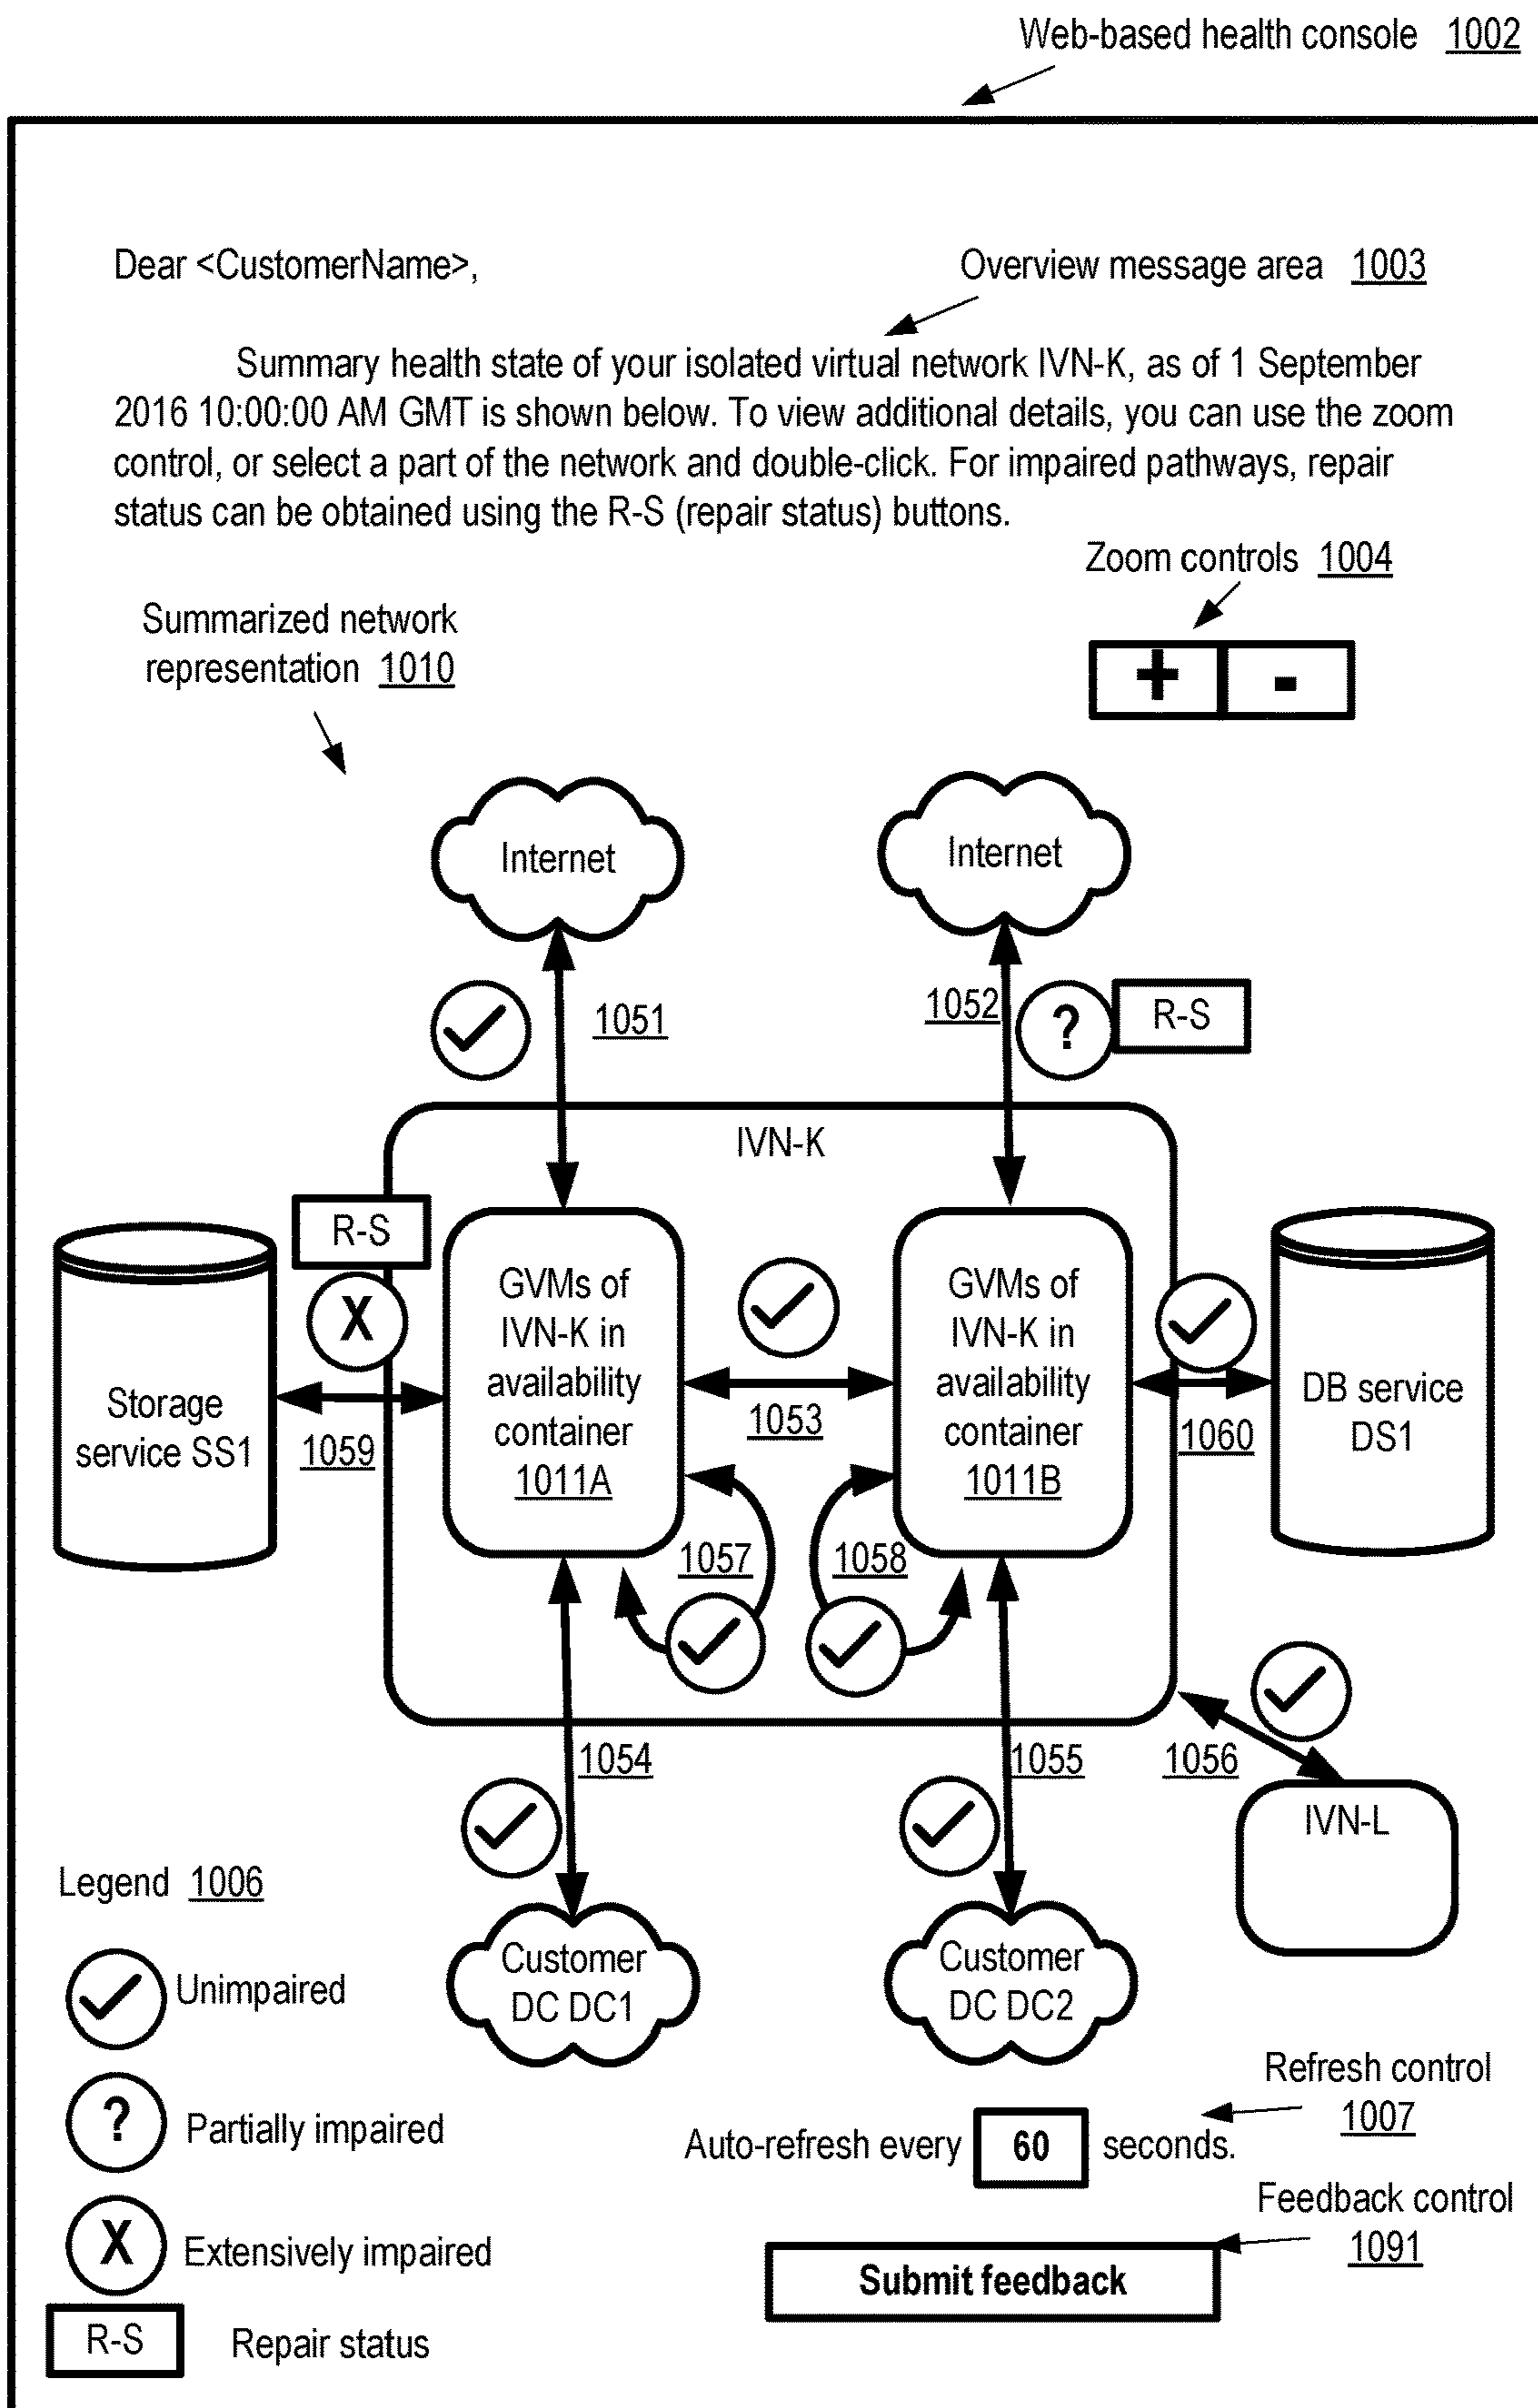 Web-based health console 1002
Dear <CustomerName>,
Overview message area 1003
Summary health state of your isolated virtual network IVN-K, as of 1 September
2016 10:00:00 AM GMT is shown below. To view additional details, you can use the zoom
control, or select a part of the network and double-click. For impaired pathways, repair
status can be obtained using the R-S (repair status) buttons.
Zoom controls 1004
+ -
Summarized network
representation 1010
Internet
Internet
1051
1052
?
R-S
IVN-K
R-S
X
Storage
service SS1
1059
GVMs of
IVN-K in
availability
container
1011A
1053
GVMs of
IVN-K in
availability
container
1011B
1060
DB service
DS1
1057
1058
1054
1055
1056
IVN-L
Customer
DC DC1
Customer
DC DC2
Legend 1006
Unimpaired
? Partially impaired
X Extensively impaired
R-S Repair status
Refresh control
1007
Auto-refresh every 60 seconds.
Feedback control
1091
Submit feedback